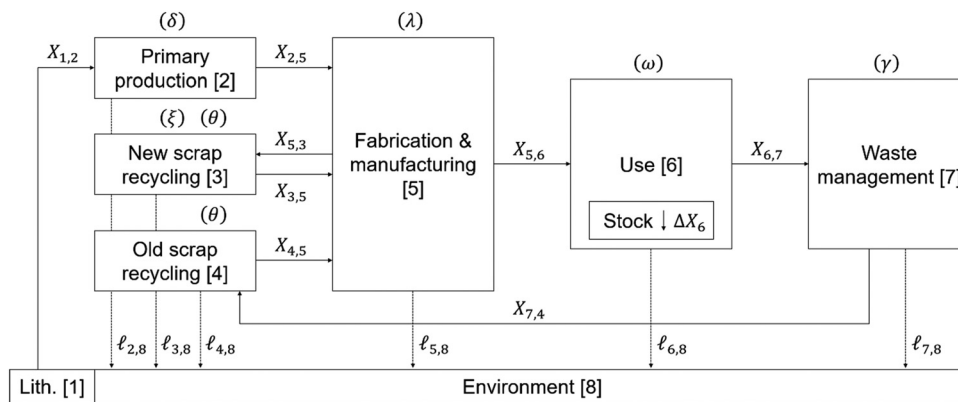 (δ)
(λ)
X1,2
Primary
production [2]
X2,5
(ω)
(γ)
(ξ) (θ)
New scrap
recycling [3]
X5,3
X3,5
Fabrication &
manufacturing
[5]
X5,6
Use [6]
X6,7
Waste
management [7]
(θ)
Stock ↓ ΔX6
Old scrap
recycling [4]
X4,5
X7,4
ℓ2,8
ℓ3,8
ℓ4,8
ℓ5,8
ℓ6,8
ℓ7,8
Lith. [1]
Environment [8]